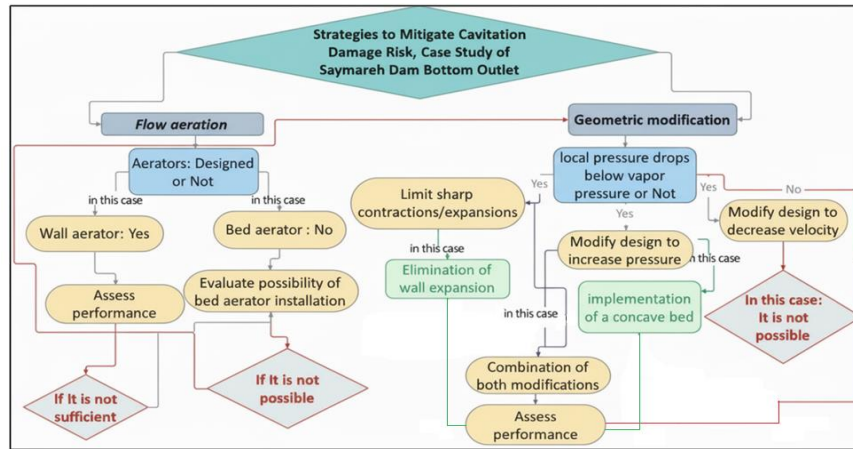 Strategies to Mitigate Cavitation
Damage Risk, Case Study of
Saymareh Dam Bottom Outlet
Flow aeration
Geometric modification
Aerators: Designed
or Not
local pressure drops
below vapor
pressure or Not
in this case
in this case
Yes
Yes
Yes
No
Limit sharp
contractions/expansions
Wall aerator: Yes
Bed aerator : No
Modify design to
decrease velocity
Modify design to
increase pressure
in this case
in this case
Elimination of
wall expansion
Assess
performance
Evaluate possibility of
bed aerator installation
implementation
of a concave bed
In this case:
It is not
possible
in this case
If It is not
sufficient
If It is not
possible
Combination of
both modifications
Assess
performance